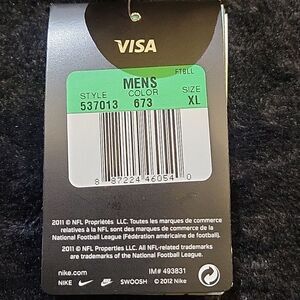 VISA
FTBLL
MENS
STYLE COLOR SIZE
537013 673 XL
8 87224 46054 0
2011 © NFL Propriétés LLC. Toutes les marques de commerce
relatives à la NFL sont des marques de commerce de la
National Football League (Fédération américaine de football).
2011 © NFL Properties LLC. All NFL-related trademarks
are trademarks of the National Football League.
nike.com IM# 493831
NIKE SWOOSH © 2012 Nike